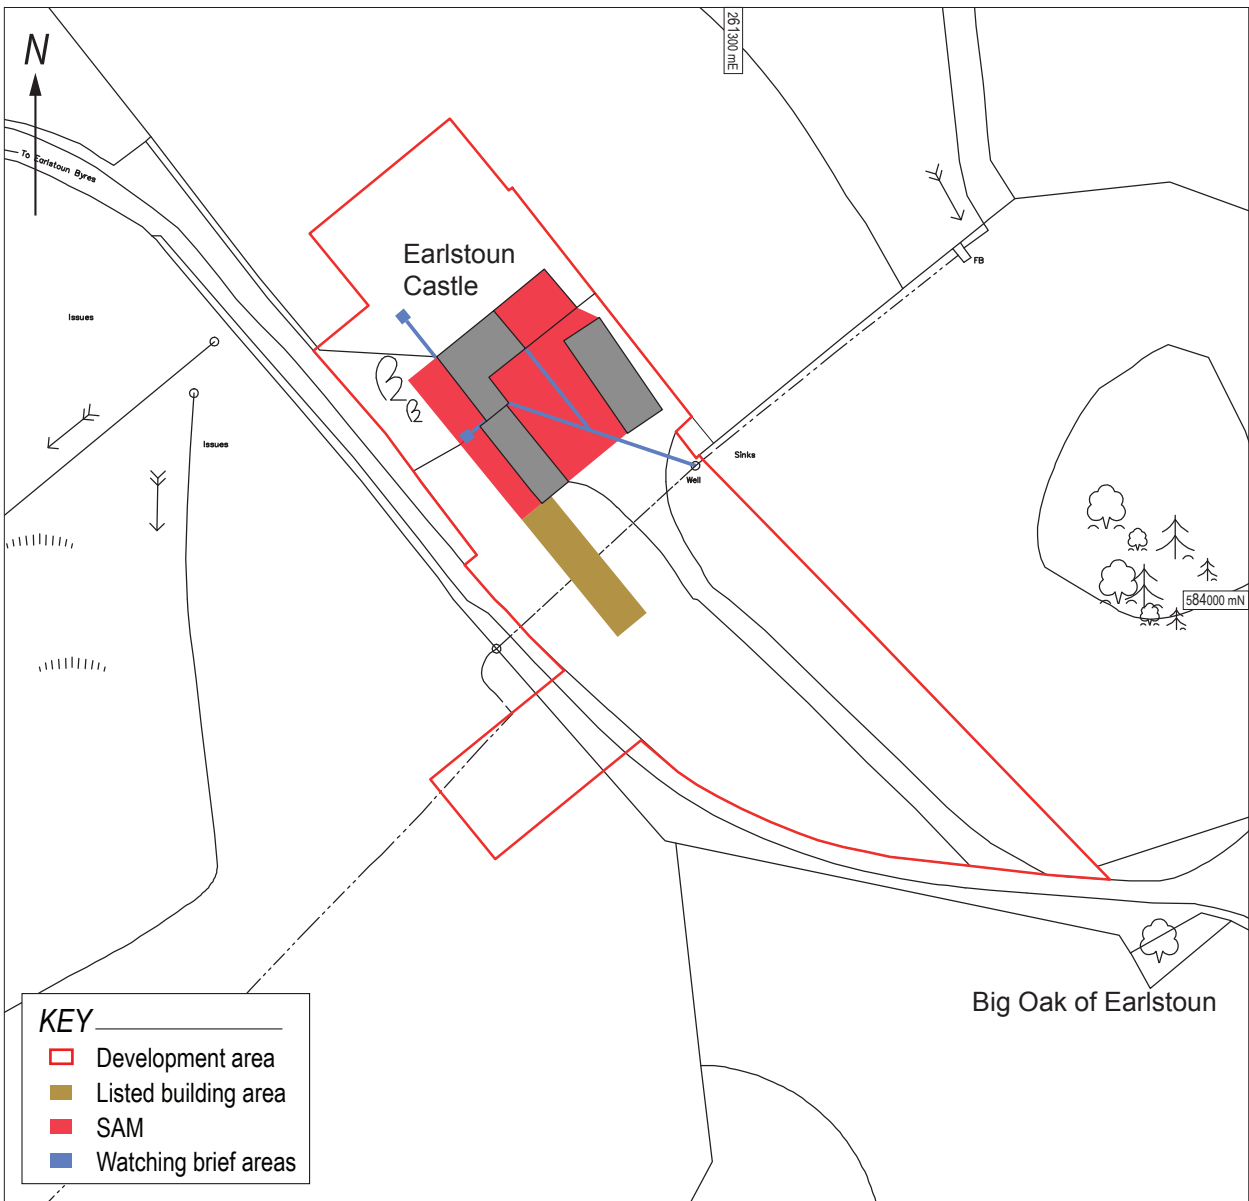 N
261300 mE
To Earlstoun Byres
FB
Earlstoun
Castle
Issues
Issues
Sinks
Well
584000 mN
Big Oak of Earlstoun
KEY
Development area
Listed building area
SAM
Watching brief areas